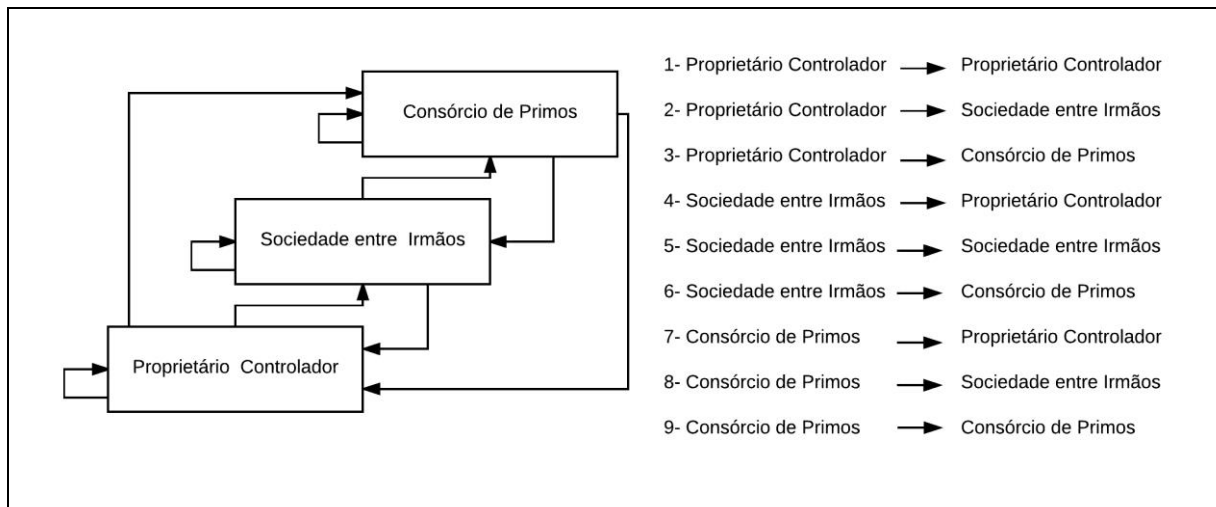 Consórcio de Primos
Sociedade entre Irmãos
Proprietário Controlador
1- Proprietário Controlador Proprietário Controlador
2- Proprietário Controlador Sociedade entre Irmãos
3- Proprietário Controlador Consórcio de Primos
4- Sociedade entre Irmãos Proprietário Controlador
5- Sociedade entre Irmãos Sociedade entre Irmãos
6- Sociedade entre Irmãos Consórcio de Primos
7- Consórcio de Primos Proprietário Controlador
8- Consórcio de Primos Sociedade entre Irmãos
9- Consórcio de Primos Consórcio de Primos